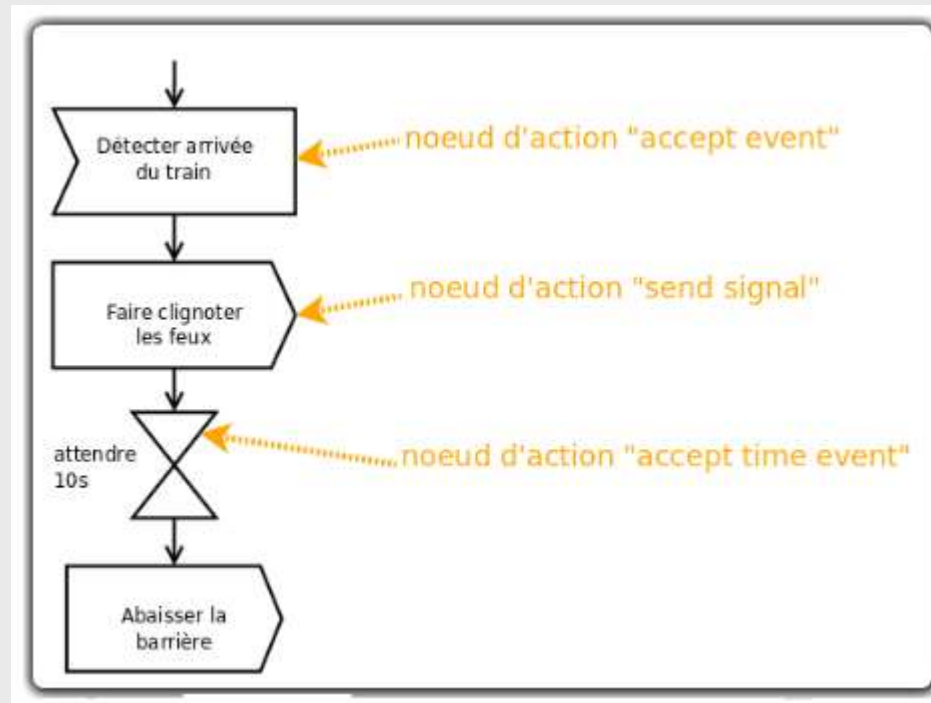 Détecter arrivée
du train
noeud d'action "accept event"
Faire clignoter
les feux
noeud d'action "send signal"
attendre
10s
noeud d'action "accept time event"
Abaisser la
barrière